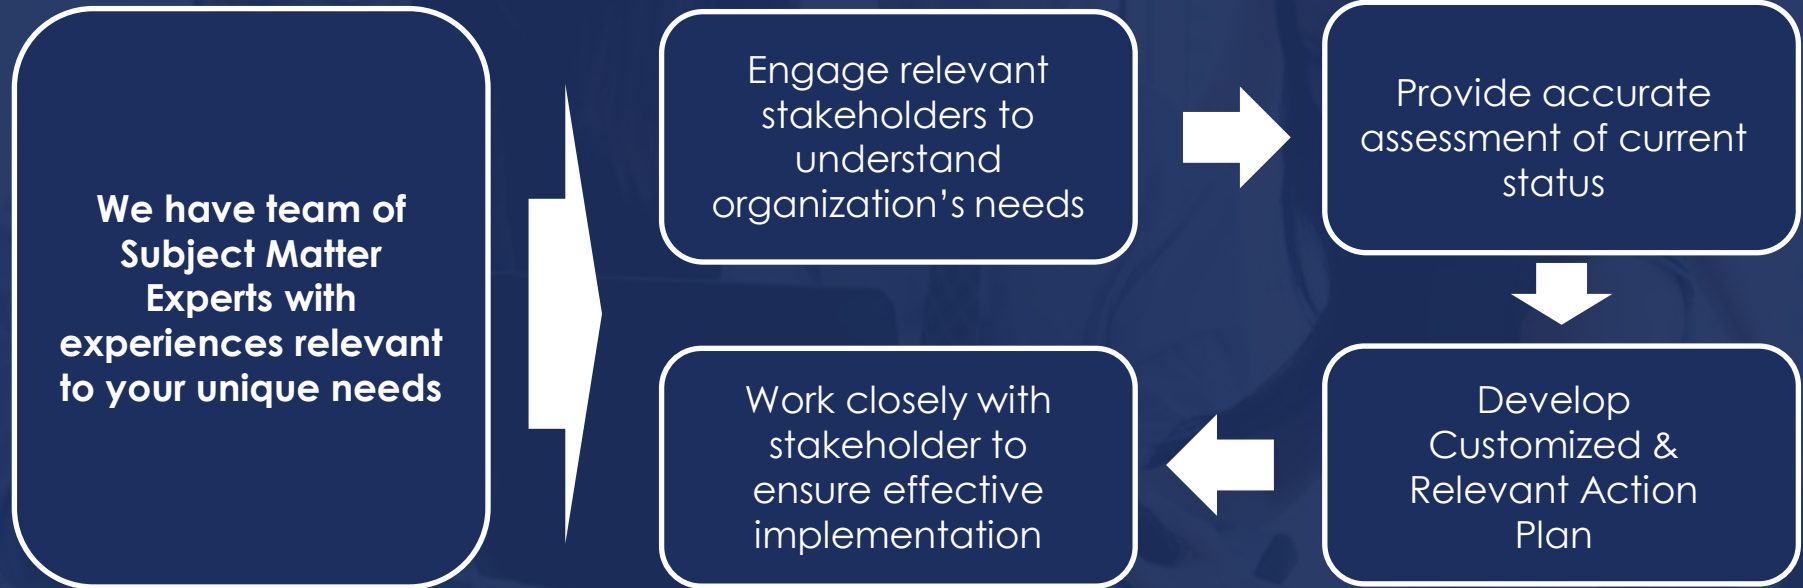 We have team of
Subject Matter
Experts with
experiences relevant
to your unique needs
Engage relevant
stakeholders to
understand
organization’s needs
Provide accurate
assessment of current
status
Develop
Customized &
Relevant Action
Plan
Work closely with
stakeholder to
ensure effective
implementation